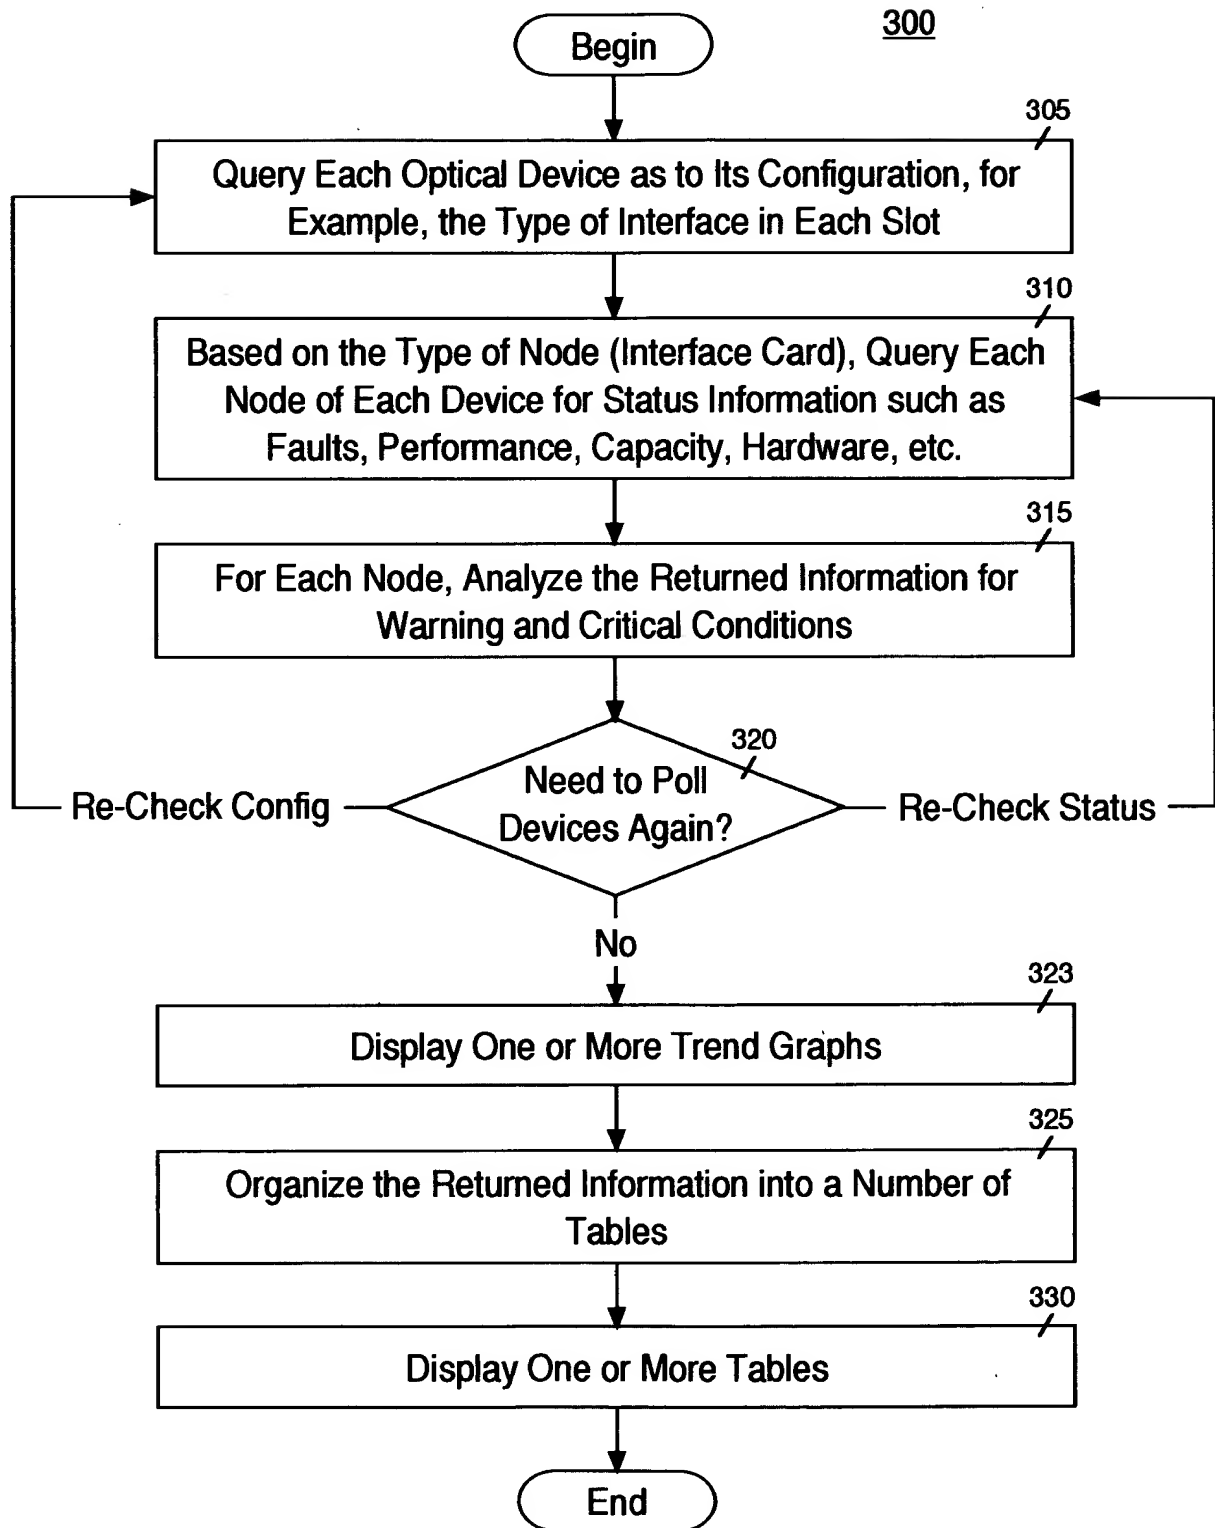 300
Begin
305
Query Each Optical Device as to Its Configuration, for
Example, the Type of Interface in Each Slot
310
Based on the Type of Node (Interface Card), Query Each
Node of Each Device for Status Information such as
Faults, Performance, Capacity, Hardware, etc.
315
For Each Node, Analyze the Returned Information for
Warning and Critical Conditions
320
Need to Poll
Devices Again?
Re-Check Config
Re-Check Status
No
323
Display One or More Trend Graphs
325
Organize the Returned Information into a Number of
Tables
330
Display One or More Tables
End